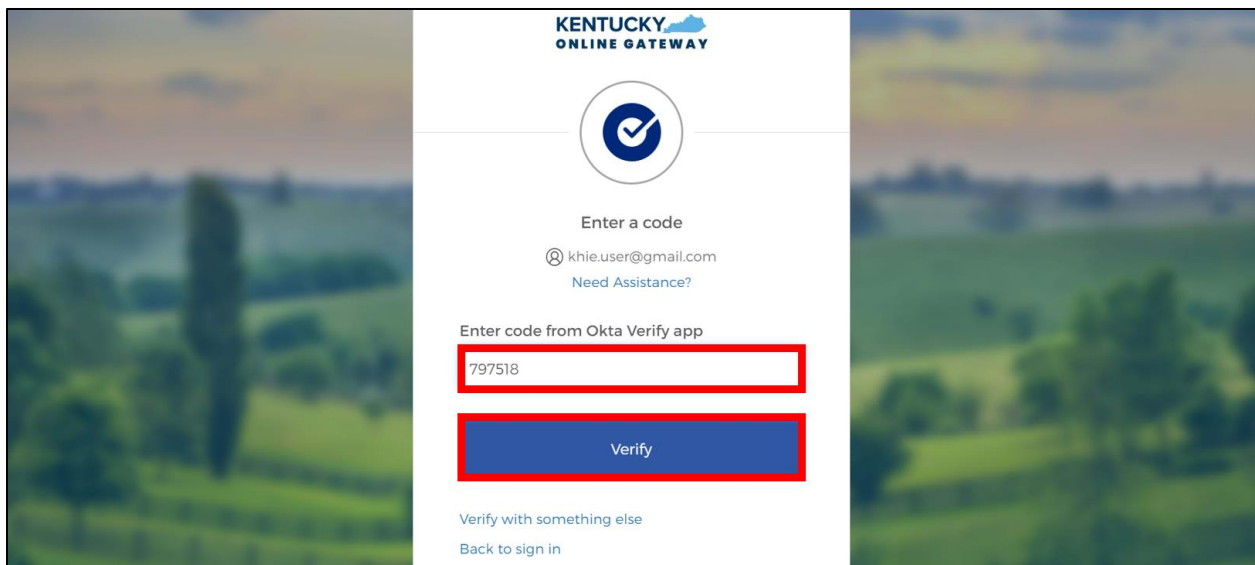 KENTUCKY
ONLINE GATEWAY
Enter a code
khie.user@gmail.com
Need Assistance?
Enter code from Okta Verify app
797518
Verify
Verify with something else
Back to sign in